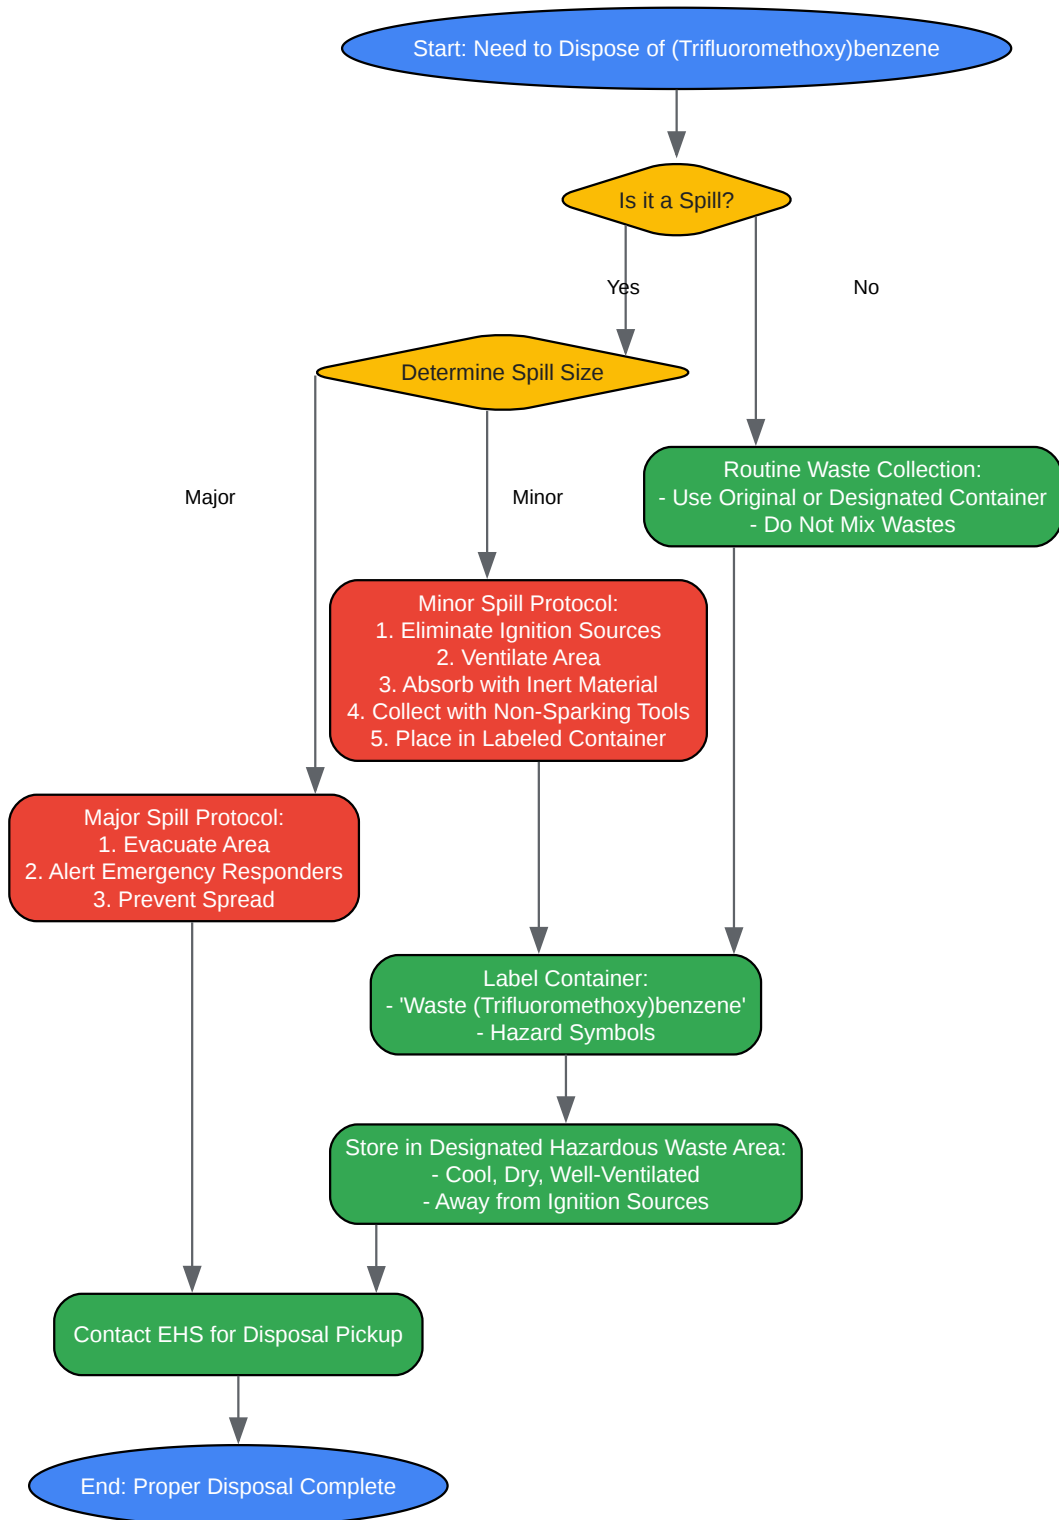 Start: Need to Dispose of (Trifluoromethoxy)benzene
Is it a Spill?
Yes
No
Determine Spill Size
Routine Waste Collection:
- Use Original or Designated Container
- Do Not Mix Wastes
Major
Minor
Minor Spill Protocol:
1. Eliminate Ignition Sources
2. Ventilate Area
3. Absorb with Inert Material
4. Collect with Non-Sparking Tools
5. Place in Labeled Container
Major Spill Protocol:
1. Evacuate Area
2. Alert Emergency Responders
3. Prevent Spread
Label Container:
- 'Waste (Trifluoromethoxy)benzene'
- Hazard Symbols
Store in Designated Hazardous Waste Area:
- Cool, Dry, Well-Ventilated
- Away from Ignition Sources
Contact EHS for Disposal Pickup
End: Proper Disposal Complete